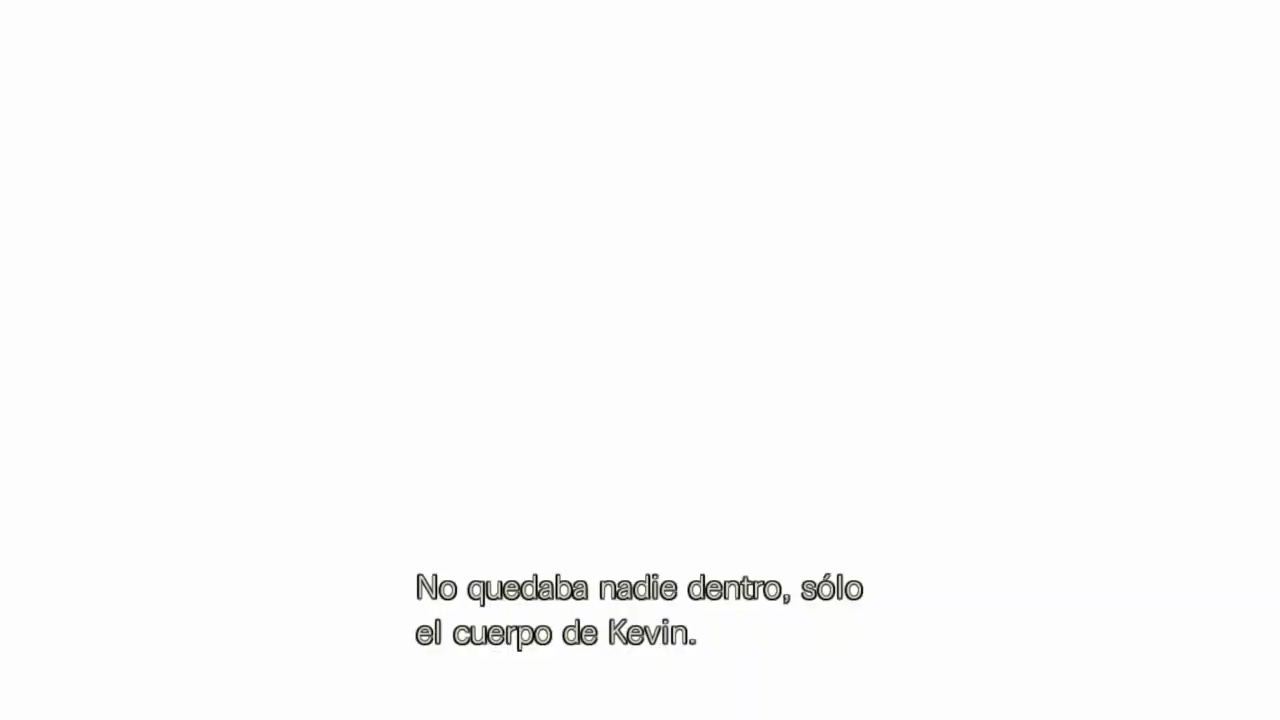 No quedaba nadie dentro, sólo
el cuerpo de Kevin.